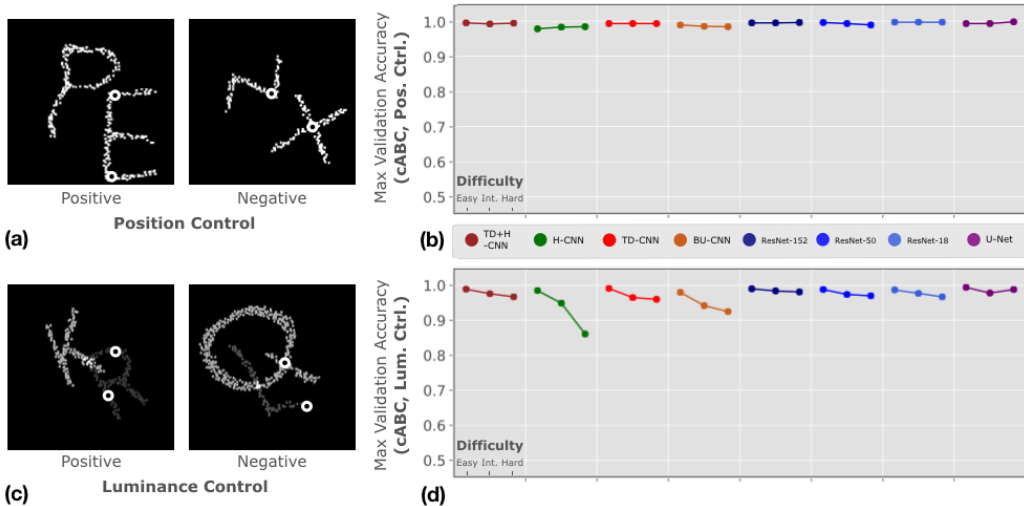 Positive
Negative
Position Control
(a)
Max Validation Accuracy
(cABC, Pos. Ctrl.)
1.0
0.9
0.8
0.7
0.6
0.5
Difficulty
Easy Int. Hard
(b)
TD+H
-CNN
H-CNN
TD-CNN
BU-CNN
ResNet-152
ResNet-50
ResNet-18
U-Net
Positive
Negative
Luminance Control
(c)
Max Validation Accuracy
(cABC, Lum. Ctrl.)
1.0
0.9
0.8
0.7
0.6
0.5
Difficulty
Easy Int. Hard
(d)